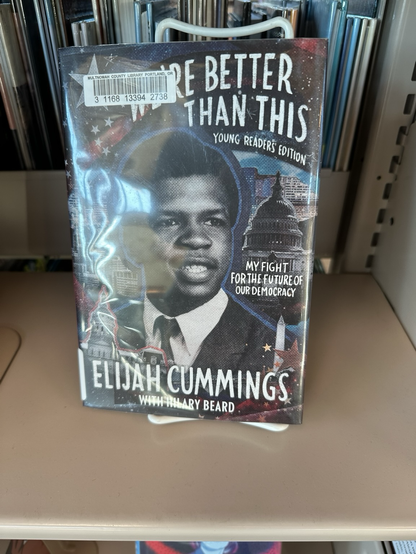 MULTNOMAH COUNTY LIBRARY PORTLAND, OR
3 1168 13394 2738
RE BETTER
THAN THIS
YOUNG READERS EDITION
MY FIGHT
FOR THE FUTURE OF
OUR DEMOCRACY
ELIJAH CUMMINGS
WITH HILARY BEARD